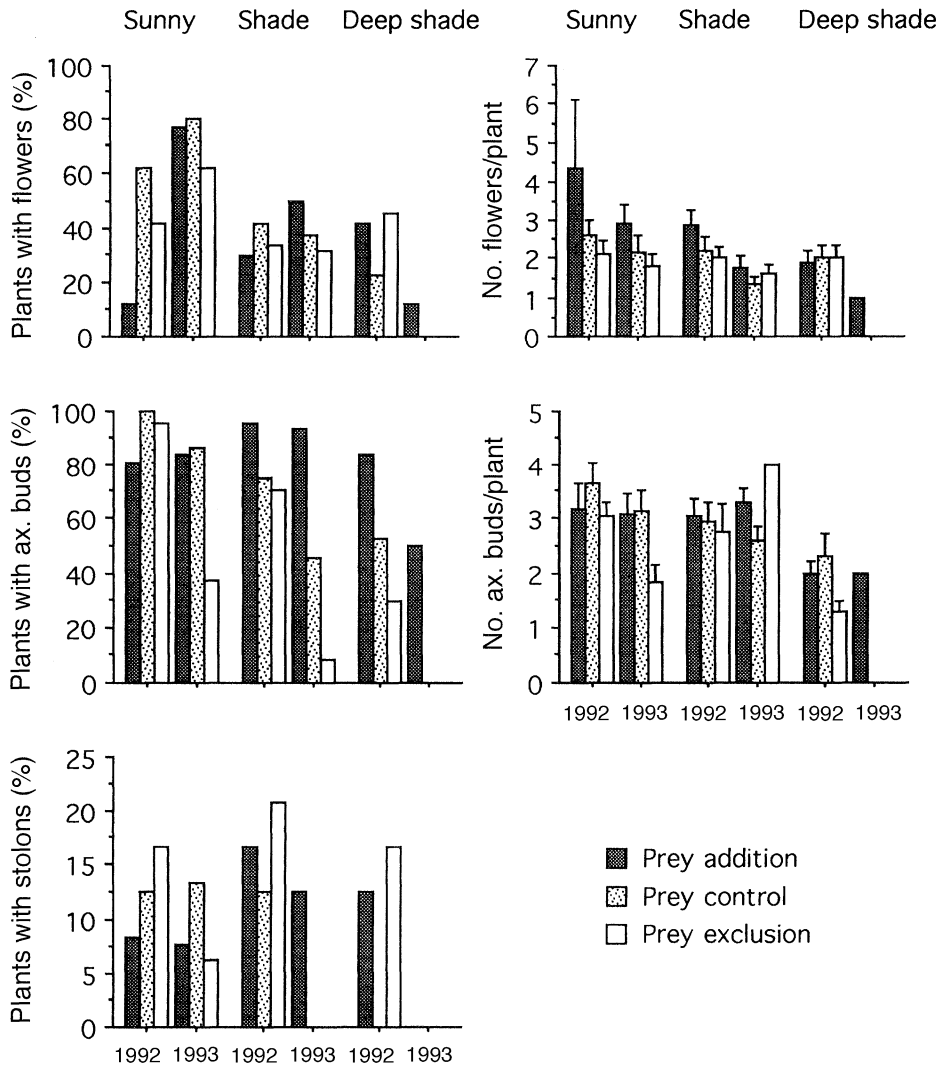 Sunny Shade Deep shade
Plants with flowers (%)
100
80
60
40
20
0
Sunny Shade Deep shade
No. flowers/plant
7
6
5
4
3
2
1
0
Plants with ax. buds (%)
100
80
60
40
20
0
No. ax. buds/plant
5
4
3
2
1
0
1992 1993 1992 1993 1992 1993
Plants with stolons (%)
25
20
15
10
5
0
1992 1993 1992 1993 1992 1993
Prey addition
Prey control
Prey exclusion